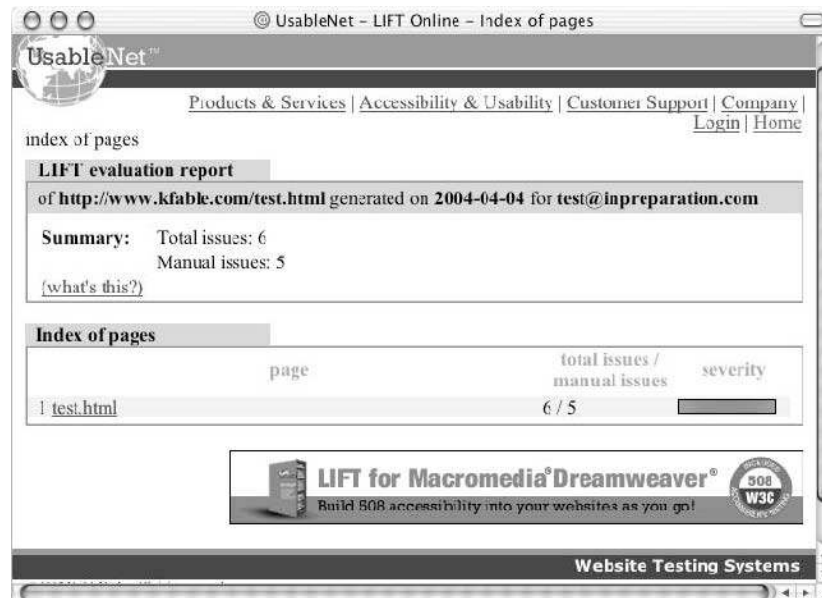 UsableNet - LIFT Online - Index of pages
UsableNet™
Products & Services | Accessibility & Usability | Customer Support | Company |
Login | Home
index of pages
LIFT evaluation report
of http://www.kfable.com/test.html generated on 2004-04-04 for test@inpreparation.com
Summary: Total issues: 6
Manual issues: 5
(what's this?)
Index of pages
page total issues / manual issues severity
1 test.html 6 / 5
LIFT for Macromedia® Dreamweaver®
Build 508 accessibility into your websites as you go!
508
W3C
Website Testing Systems